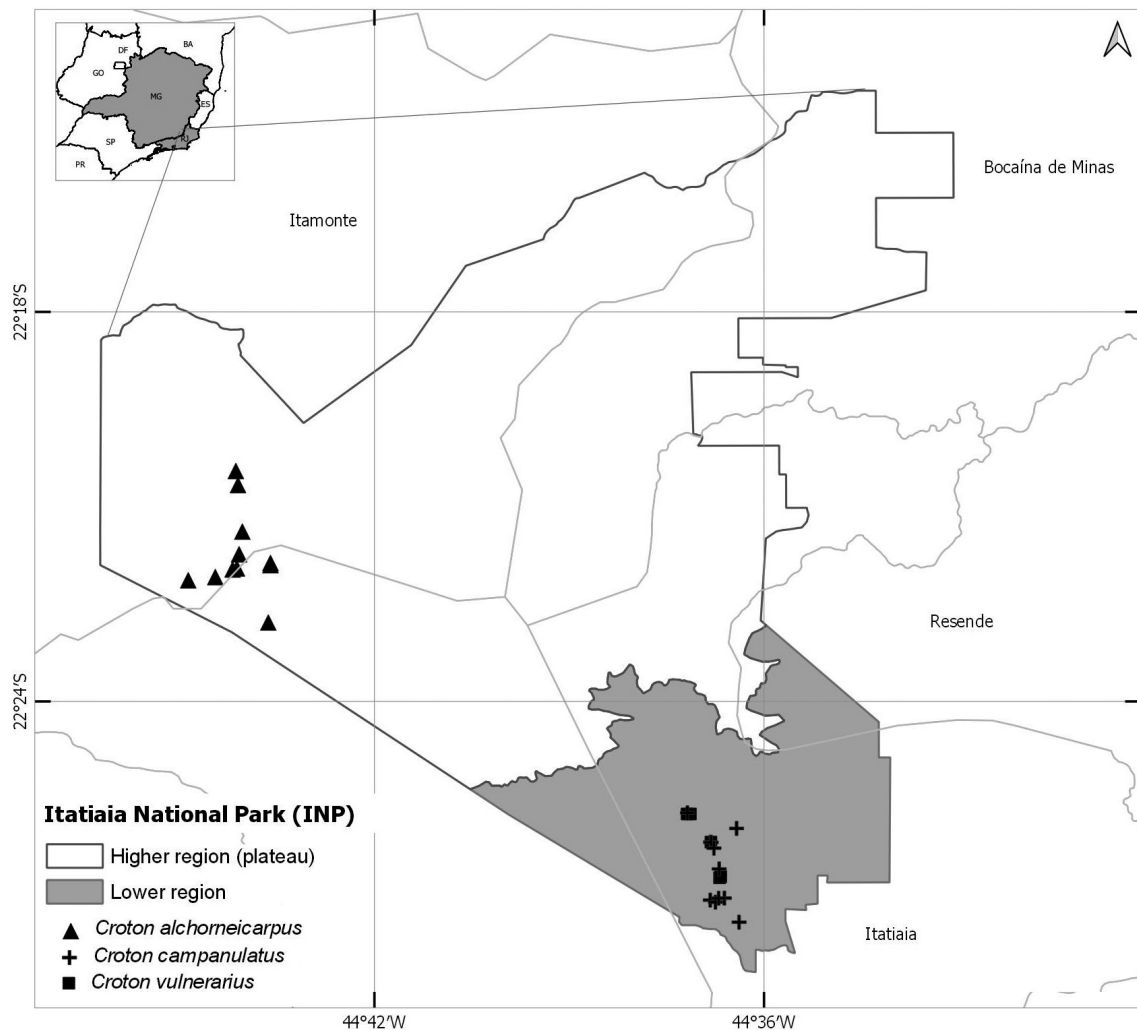 DF
BA
GO
MG
ES
SP
RJ
PR
Bocaína de Minas
Itamonte
22°18'S
Resende
22°24'S
Itatiaia National Park (INP)
Higher region (plateau)
Lower region
Croton alchorneicarpus
Croton campanulatus
Croton vulnerarius
Itatiaia
44°42'W
44°36'W